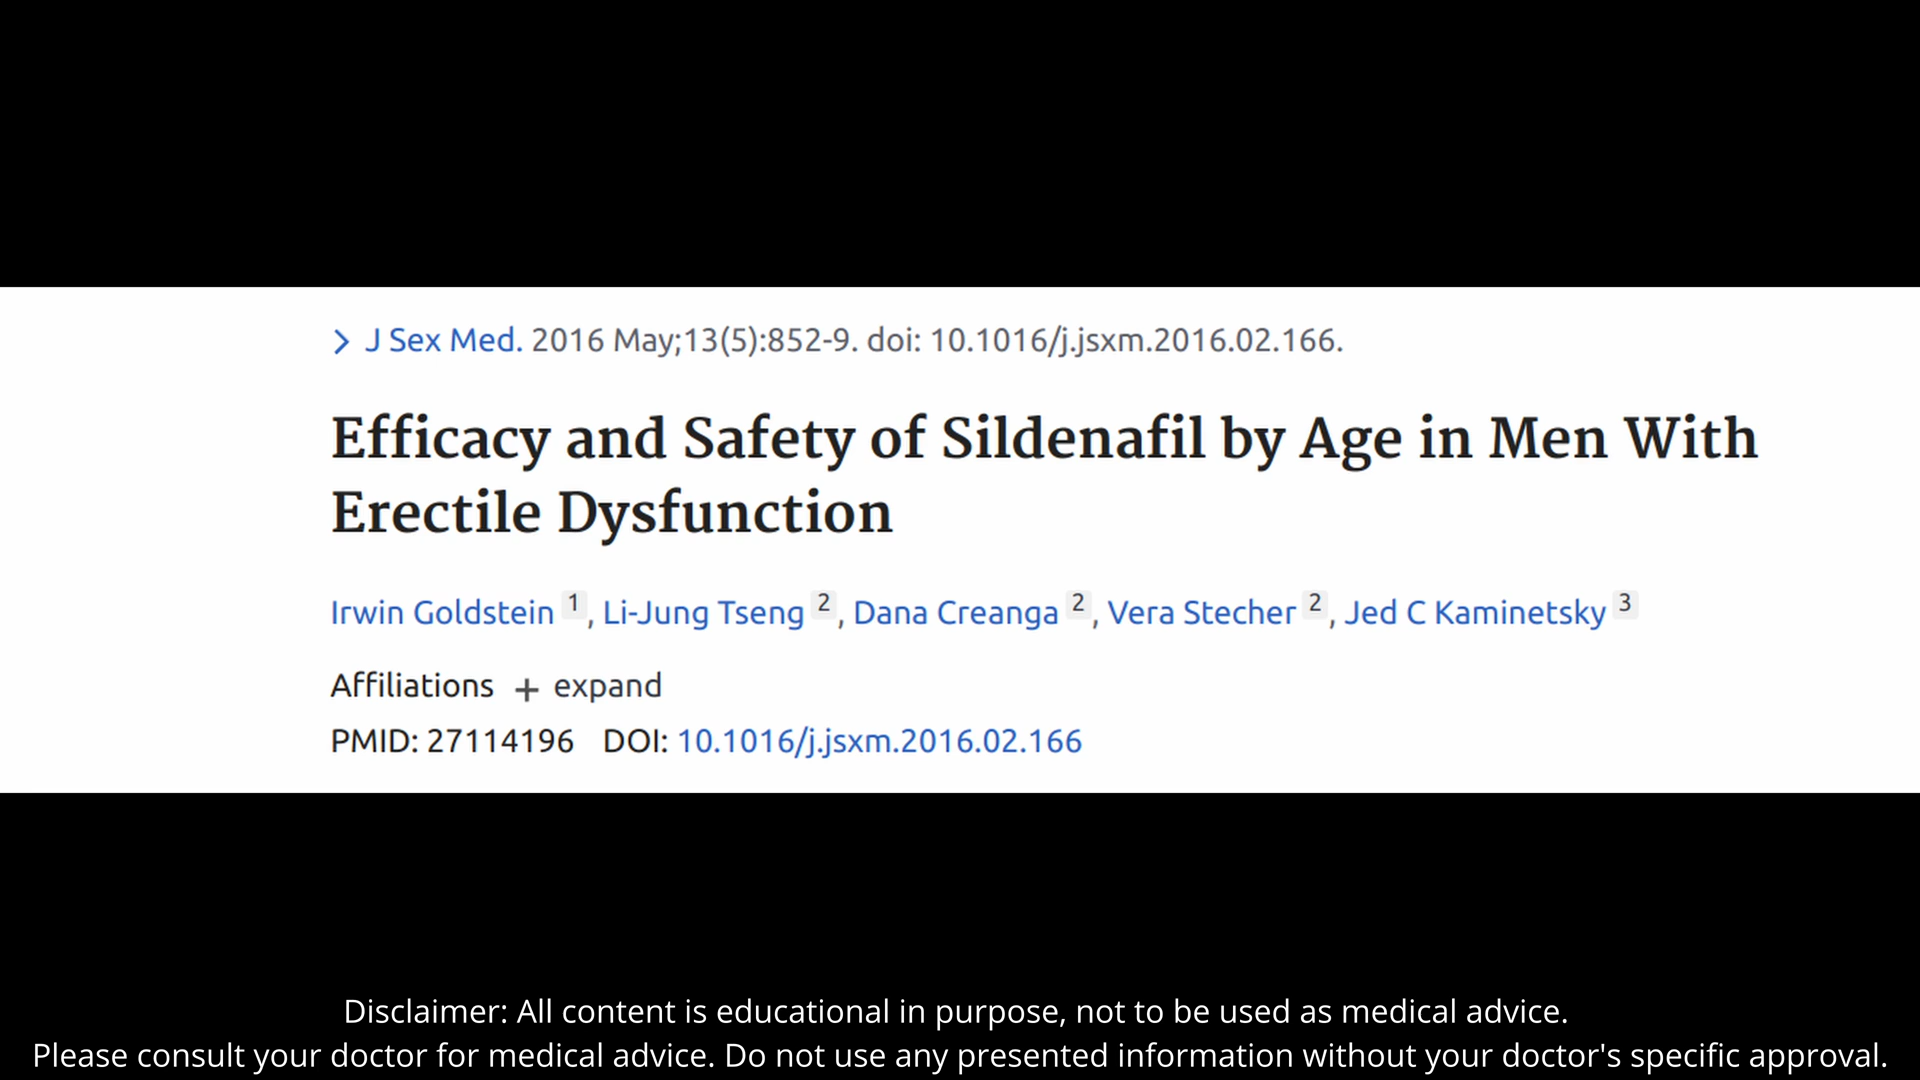 J Sex Med. 2016 May;13(5):852-9. doi: 10.1016/j.jsxm.2016.02.166.
Efficacy and Safety of Sildenafil by Age in Men With
Erectile Dysfunction
Irwin Goldstein 1, Li-Jung Tseng 2, Dana Creanga 2, Vera Stecher 2, Jed C Kaminetsky 3
Affiliations + expand
PMID: 27114196 DOI: 10.1016/j.jsxm.2016.02.166
Disclaimer: All content is educational in purpose, not to be used as medical advice.
Please consult your doctor for medical advice. Do not use any presented information without your doctor's specific approval.